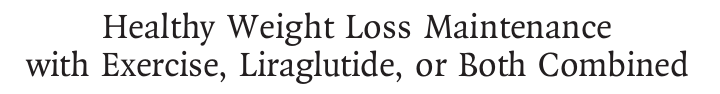 Healthy Weight Loss Maintenance
with Exercise, Liraglutide, or Both Combined